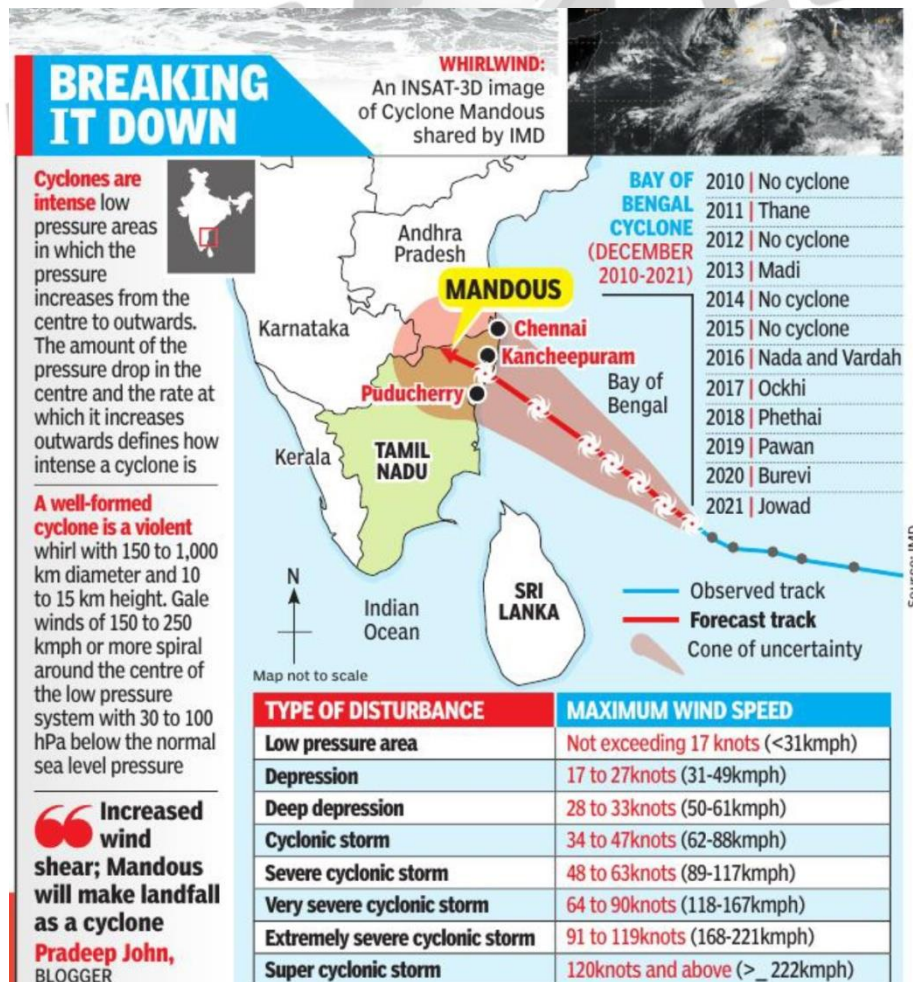 BREAKING
IT DOWN
WHIRLWIND:
An INSAT-3D image
of Cyclone Mandous
shared by IMD
Cyclones are
intense low
pressure areas
in which the
pressure
increases from the
centre to outwards.
The amount of the
pressure drop in the
centre and the rate at
which it increases
outwards defines how
intense a cyclone is
A well-formed
cyclone is a violent
whirl with 150 to 1,000
km diameter and 10
to 15 km height. Gale
winds of 150 to 250
kmph or more spiral
around the centre of
the low pressure
system with 30 to 100
hPa below the normal
sea level pressure
Increased
wind
shear; Mandous
will make landfall
as a cyclone
Pradeep John,
BLOGGER
Andhra
Pradesh
MANDOUS
Karnataka
Chennai
Kancheepuram
Puducherry
Bay of
Bengal
Kerala
TAMIL
NADU
N
Indian
Ocean
SRI
LANKA
Map not to scale
BAY OF
BENGAL
CYCLONE
(DECEMBER
2010-2021)
2010 | No cyclone
2011 | Thane
2012 | No cyclone
2013 | Madi
2014 | No cyclone
2015 | No cyclone
2016 | Nada and Vardah
2017 | Ockhi
2018 | Phethai
2019 | Pawan
2020 | Burevi
2021 | Jowad
Observed track
Forecast track
Cone of uncertainty
TYPE OF DISTURBANCE MAXIMUM WIND SPEED
Low pressure area Not exceeding 17 knots (<31kmph)
Depression 17 to 27knots (31-49kmph)
Deep depression 28 to 33knots (50-61kmph)
Cyclonic storm 34 to 47knots (62-88kmph)
Severe cyclonic storm 48 to 63knots (89-117kmph)
Very severe cyclonic storm 64 to 90knots (118-167kmph)
Extremely severe cyclonic storm 91 to 119knots (168-221kmph)
Super cyclonic storm 120knots and above (>_ 222kmph)